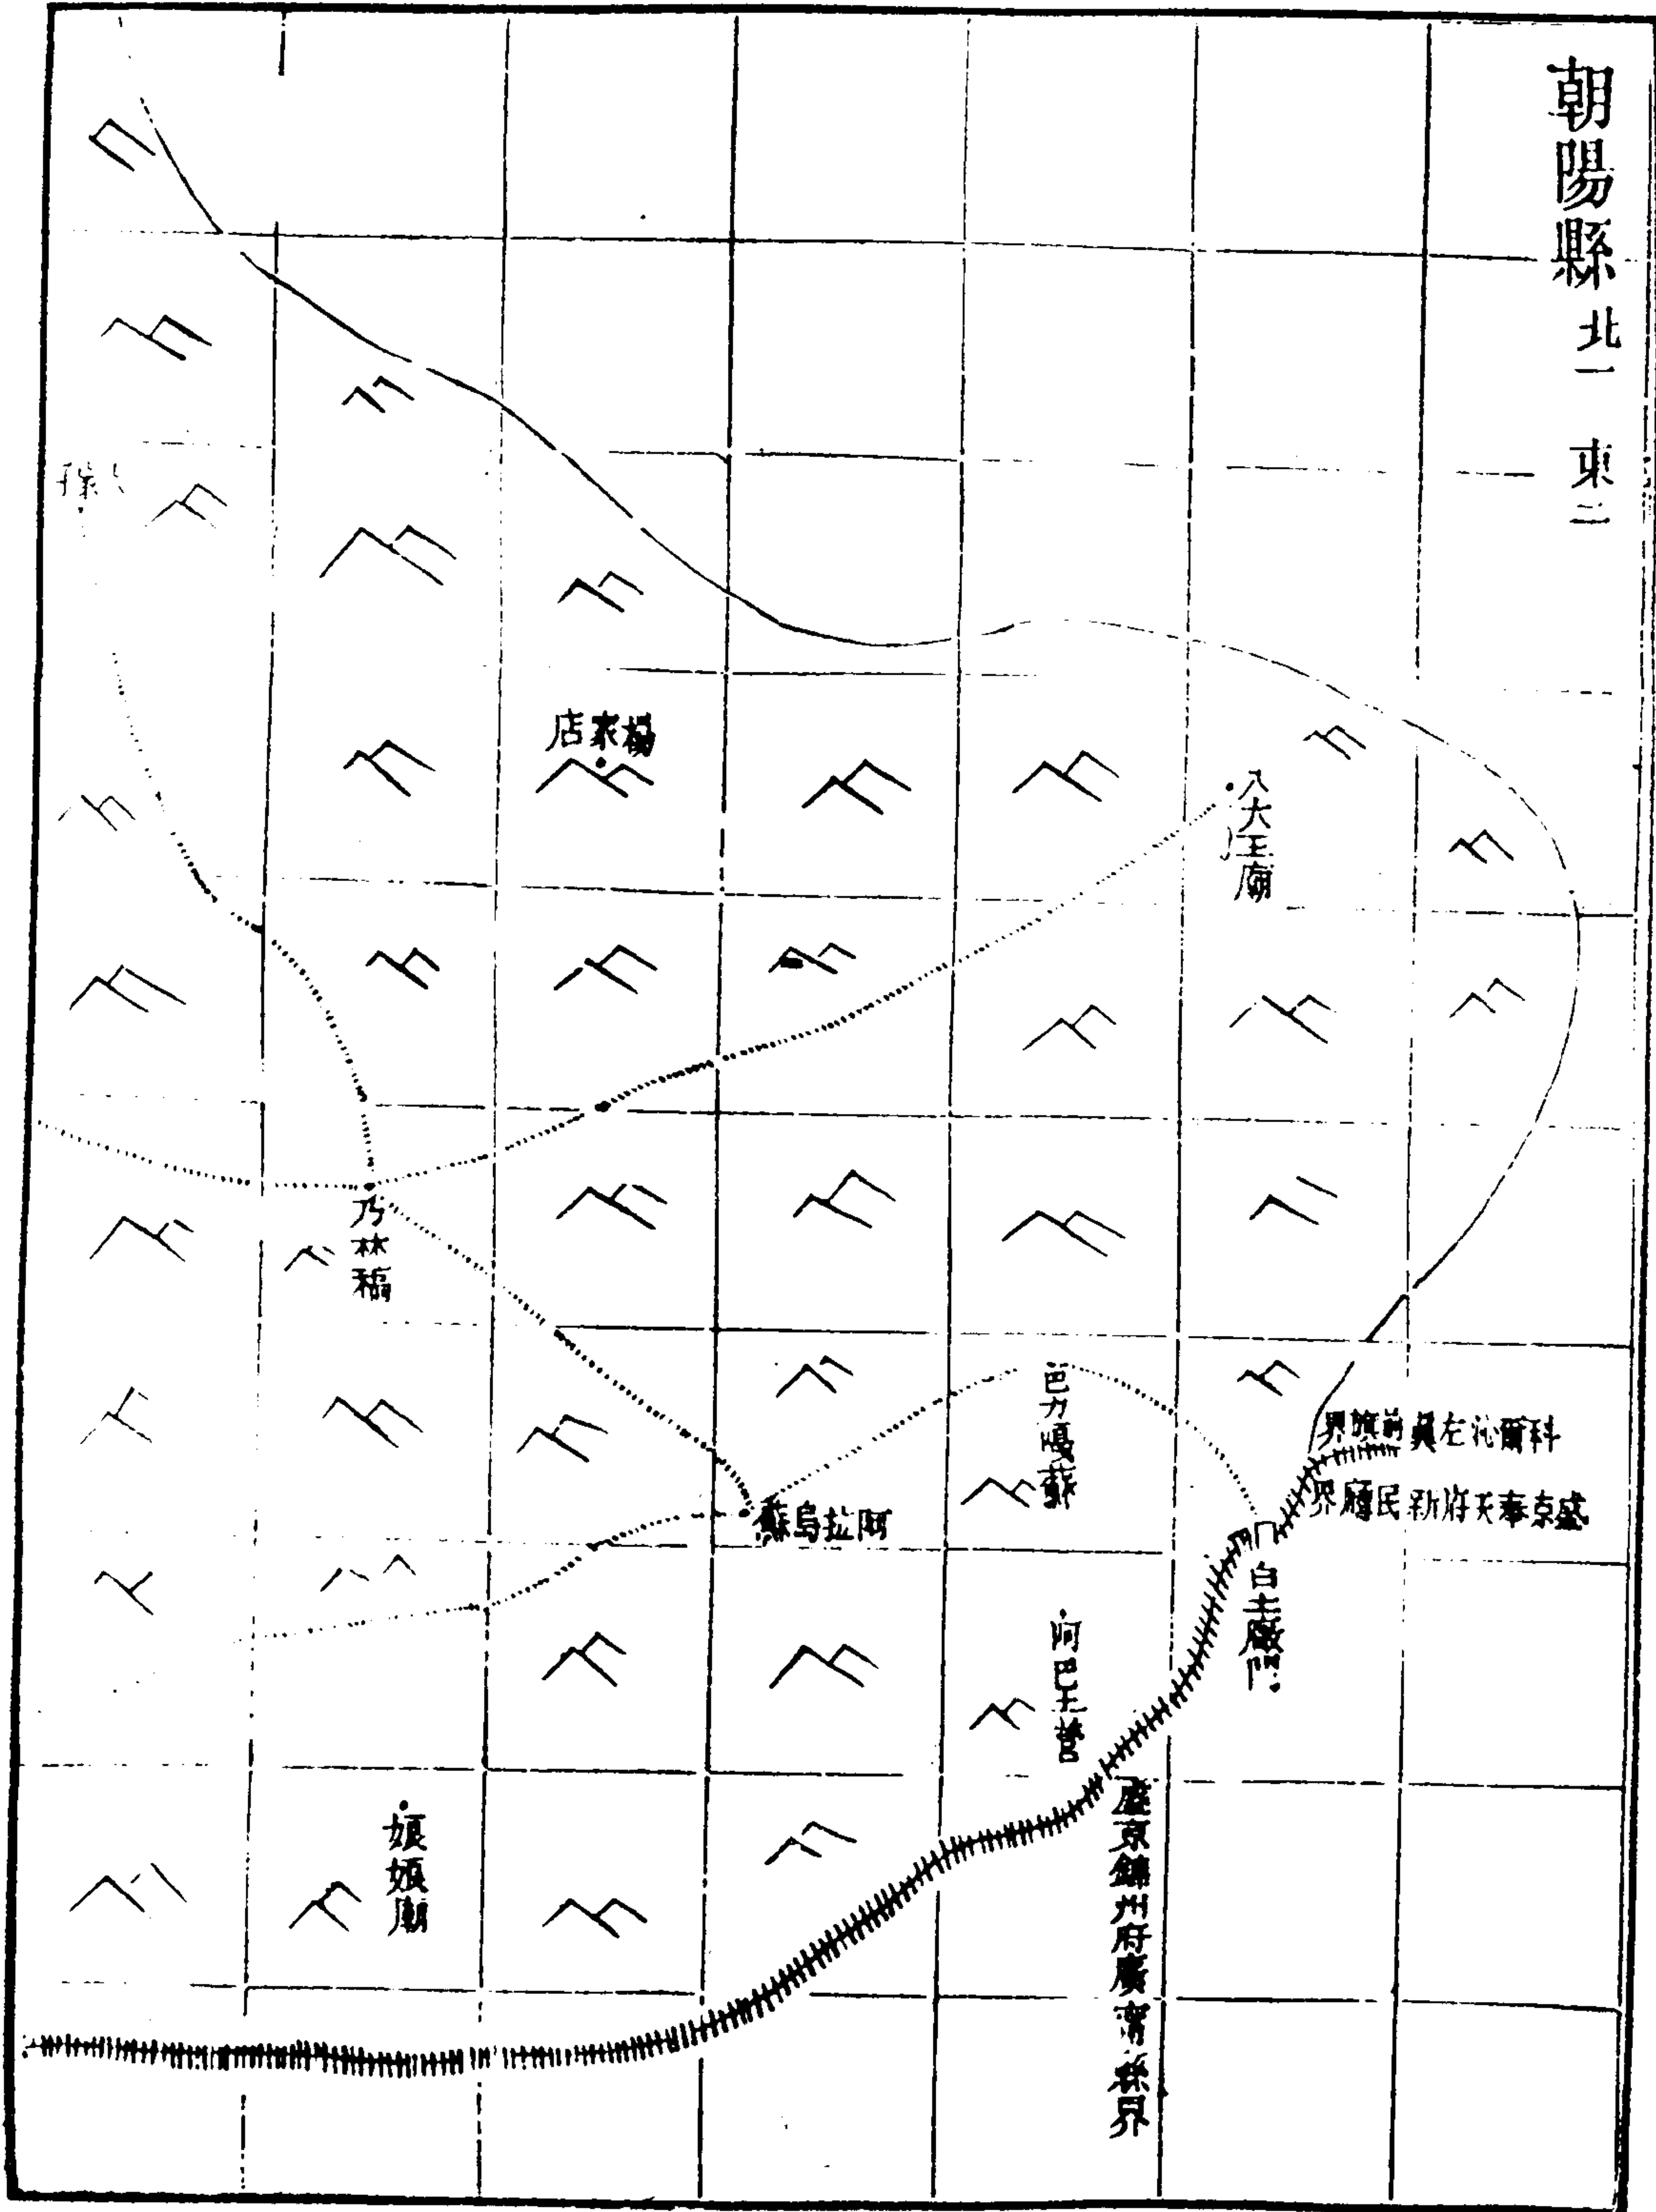 朝陽縣 北一 東二
楊家店
八大王廟
乃林稿
巴力嘎蘇
科爾沁左翼前旗界
盛京奉天府新民廳界
阿拉烏蘇
白土厰門
阿巴土營
盛京錦州府廣寧縣界
娘娘廟